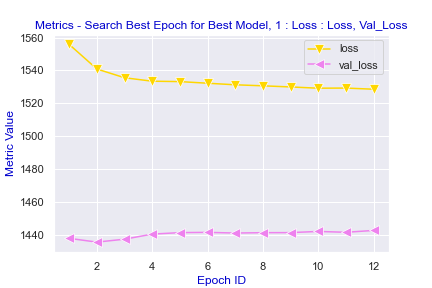 Metrics - Search Best Epoch for Best Model, 1 : Loss : Loss, Val_Loss
1560
1540
1520
1500
1480
1460
1440
Metric Value
loss
val_loss
2 4 6 8 10 12
Epoch ID